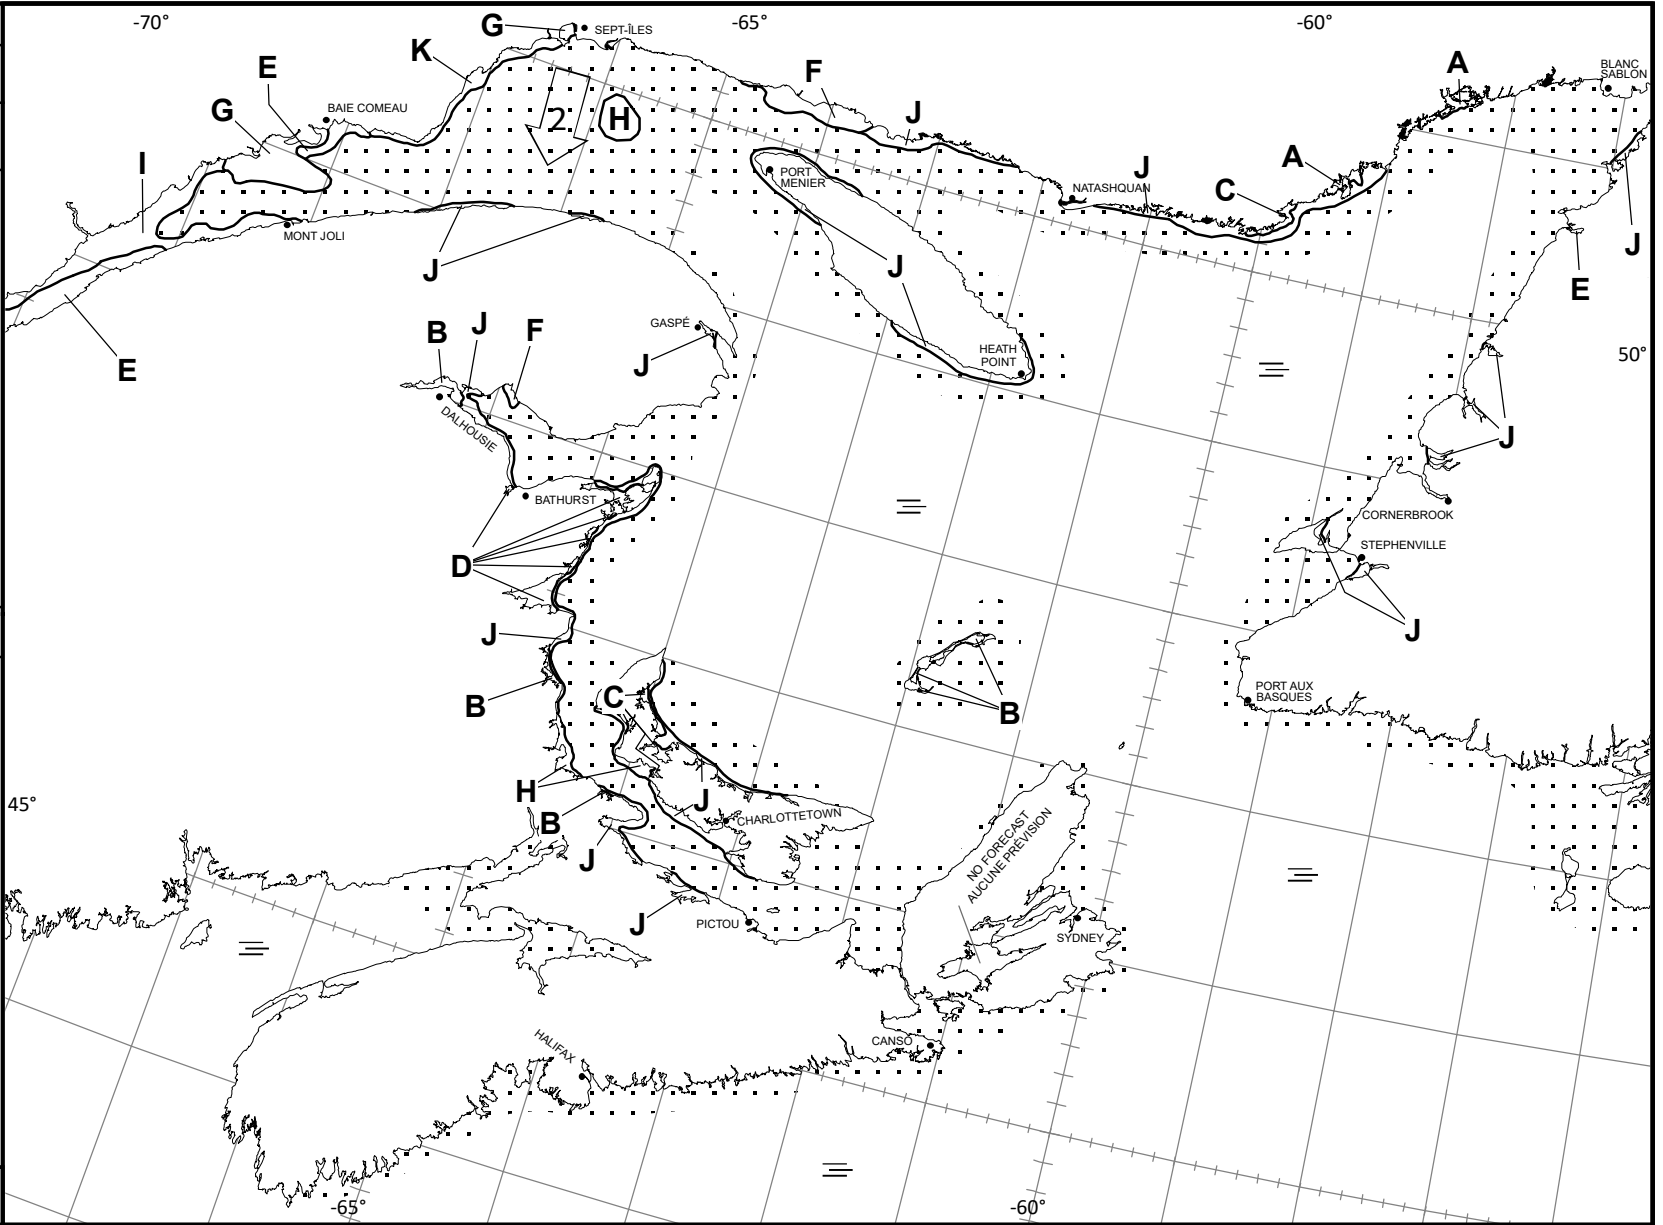 -70°
-65°
-60°
G
SEPT-ÎLES
K
E
F
A
BLANC
SABLON
G
BAIE COMEAU
2
H
J
I
PORT
MENIER
J
A
NATASHQUAN
C
MONT JOLI
J
J
J
E
E
B
J
F
GASPÉ
J
HEATH
POINT
50°
DALHOUSIE
J
BATHURST
CORNERBROOK
STEPHENVILLE
D
J
J
B
C
B
PORT AUX
BASQUES
45°
H
B
J
CHARLOTTETOWN
NO FORECAST
AUCUNE PRÉVISION
J
J
PICTOU
SYDNEY
HALIFAX
CANSO
-65°
-60°